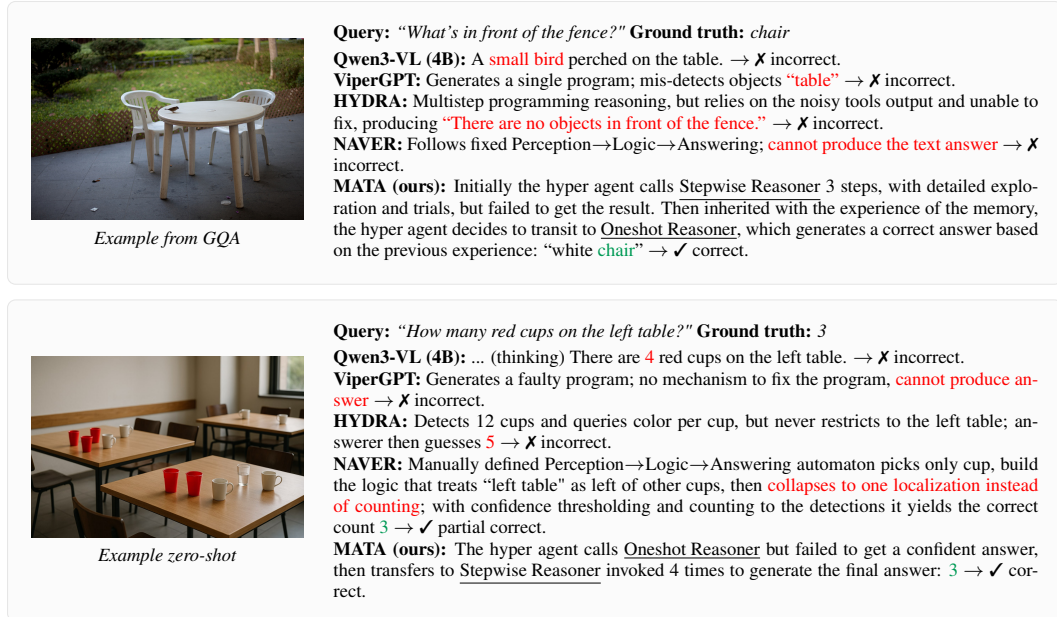 Query: “What’s in front of the fence?" Ground truth: chair
Qwen3-VL (4B): A small bird perched on the table. → ✗ incorrect.
ViperGPT: Generates a single program; mis-detects objects “table” → ✗ incorrect.
HYDRA: Multistep programming reasoning, but relies on the noisy tools output and unable to
fix, producing “There are no objects in front of the fence.” → ✗ incorrect.
NAVER: Follows fixed Perception→Logic→Answering; cannot produce the text answer → ✗
incorrect.
MATA (ours): Initially the hyper agent calls Stepwise Reasoner 3 steps, with detailed explo-
ration and trials, but failed to get the result. Then inherited with the experience of the memory,
the hyper agent decides to transit to Oneshot Reasoner, which generates a correct answer based
on the previous experience: “white chair” → ✓ correct.
Example from GQA
Query: “How many red cups on the left table?" Ground truth: 3
Qwen3-VL (4B): ... (thinking) There are 4 red cups on the left table. → ✗ incorrect.
ViperGPT: Generates a faulty program; no mechanism to fix the program, cannot produce an-
swer → ✗ incorrect.
HYDRA: Detects 12 cups and queries color per cup, but never restricts to the left table; an-
swerer then guesses 5 → ✗ incorrect.
NAVER: Manually defined Perception→Logic→Answering automaton picks only cup, build
the logic that treats “left table" as left of other cups, then collapses to one localization instead
of counting; with confidence thresholding and counting to the detections it yields the correct
count 3 → ✓ partial correct.
MATA (ours): The hyper agent calls Oneshot Reasoner but failed to get a confident answer,
then transfers to Stepwise Reasoner invoked 4 times to generate the final answer: 3 → ✓ cor-
rect.
Example zero-shot